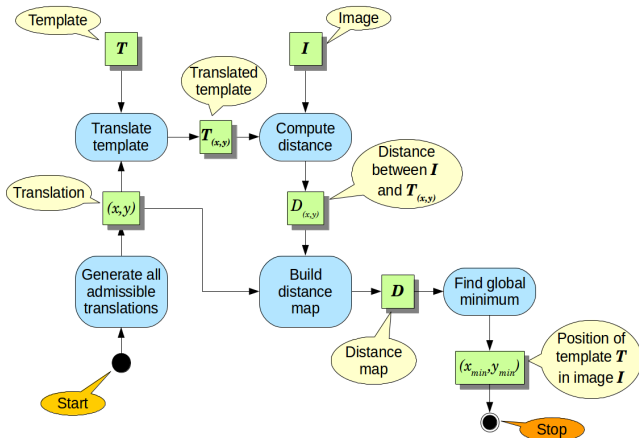 Template
T
I
Image
Translated
template
Translate
template
T(x,y)
Compute
distance
Distance
between I
and T(x,y)
Translation
(x,y)
D(x,y)
Generate all
admissible
translations
Build
distance
map
D
Find global
minimum
Distance
map
(xmin,ymin)
Position of
template T
in image I
Start
Stop